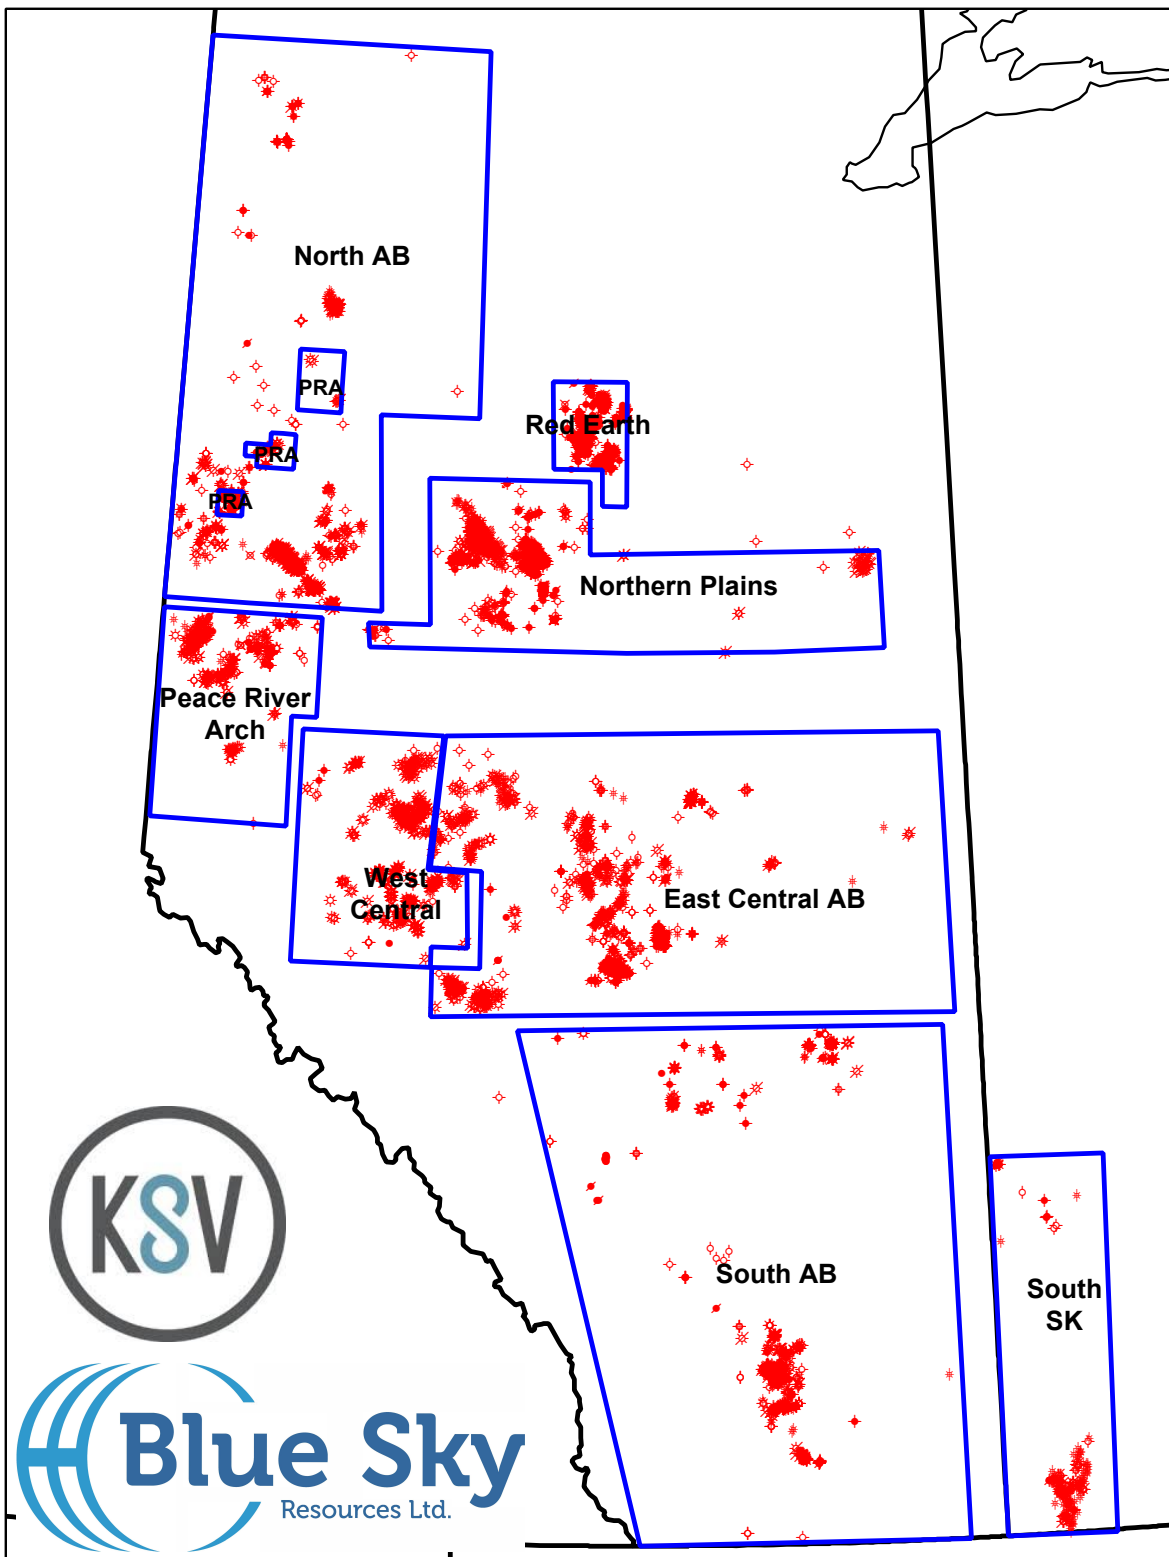 North AB
PRA
Red Earth
PRA
PRA
Northern Plains
Peace River
Arch
West
Central
East Central AB
KSV
South AB
South
SK
Blue Sky
Resources Ltd.